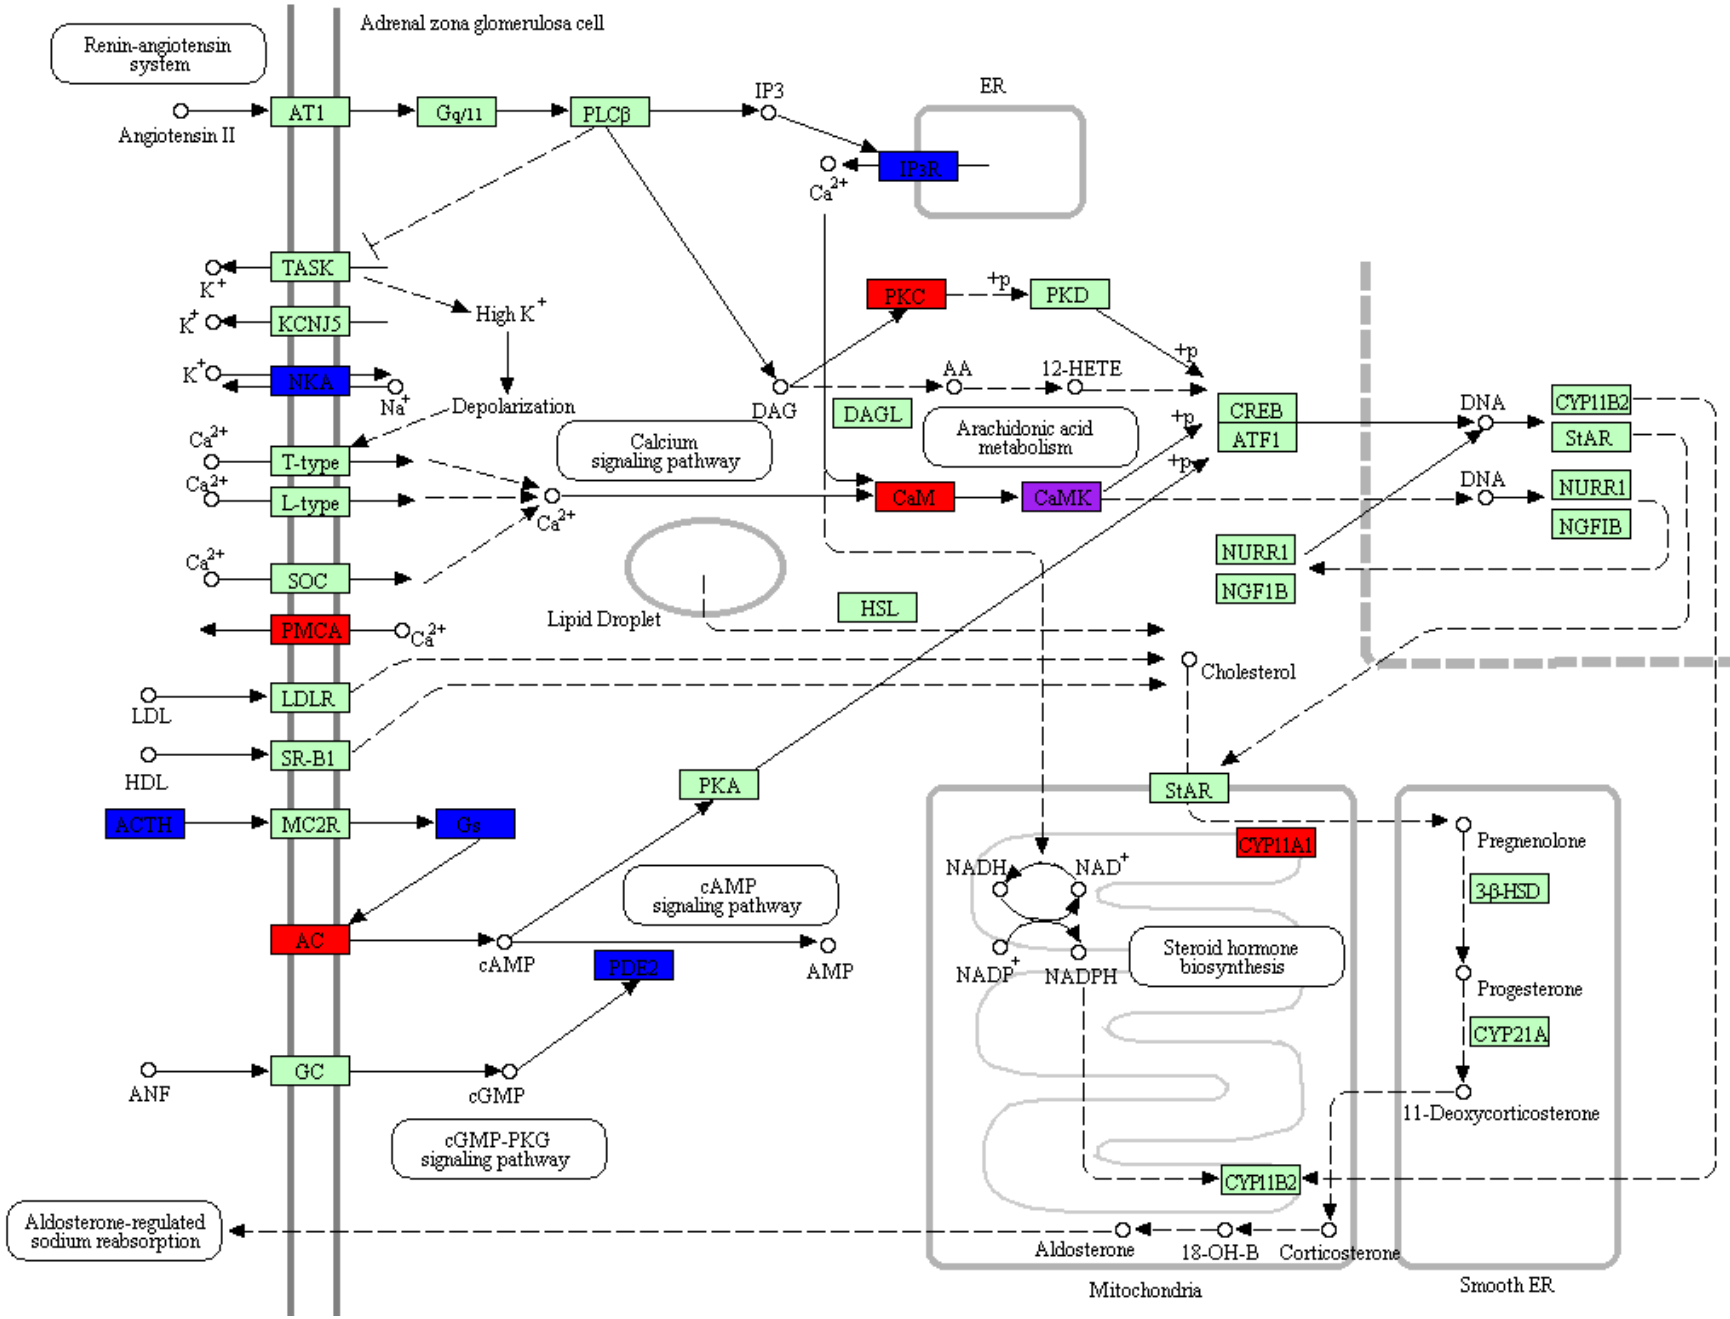 Adrenal zona glomerulosa cell
Renin-angiotensin
system
Angiotensin II
AT1
Gq/11
PLCβ
IP3
ER
IP3R
Ca2+
TASK
K+
KCNJ5
K+
High K+
NKA
K+
Na+
Depolarization
PKC
+p
PKD
+p
DAG
AA
12-HETE
DAGL
Arachidonic acid
metabolism
+p
+p
CREB
ATF1
DNA
CYP11B2
StAR
DNA
NURR1
NGFIB
NURR1
NGF1B
Calcium
signaling pathway
Ca2+
T-type
Ca2+
L-type
Ca2+
CaM
CaMK
Ca2+
SOC
PMCA
Ca2+
Lipid Droplet
HSL
LDL
LDLR
Cholesterol
HDL
SR-B1
ACTH
MC2R
Gs
PKA
StAR
CYP11A1
NADH
NAD+
NADP+
NADPH
Steroid hormone
biosynthesis
Pregnenolone
3β-HSD
Progesterone
CYP21A
11-Deoxycorticosterone
cAMP
signaling pathway
AC
cAMP
PDE2
AMP
ANF
GC
cGMP
cGMP-PKG
signaling pathway
CYP11B2
Aldosterone-regulated
sodium reabsorption
Aldosterone
18-OH-B
Corticosterone
Mitochondria
Smooth ER